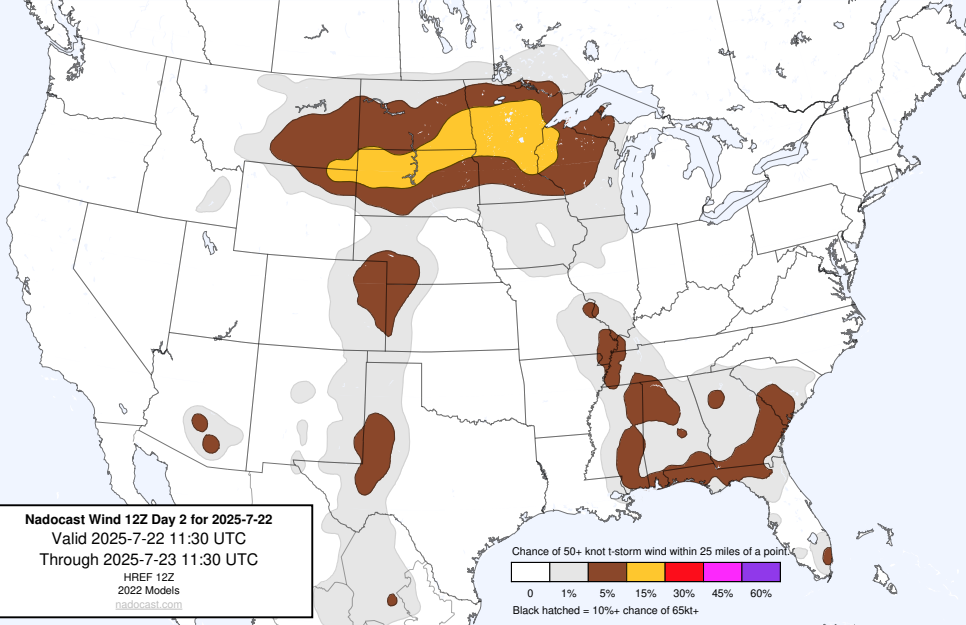 Nadocast Wind 12Z Day 2 for 2025-7-22
Valid 2025-7-22 11:30 UTC
Through 2025-7-23 11:30 UTC
HREF 12Z
2022 Models
nadocast.com
Chance of 50+ knot t-storm wind within 25 miles of a point.
0 1% 5% 15% 30% 45% 60%
Black hatched = 10%+ chance of 65kt+